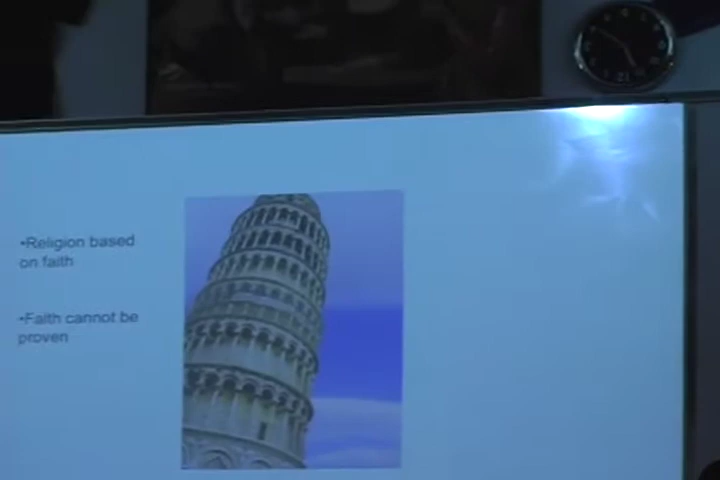 •Religion based
on faith
•Faith cannot be
proven